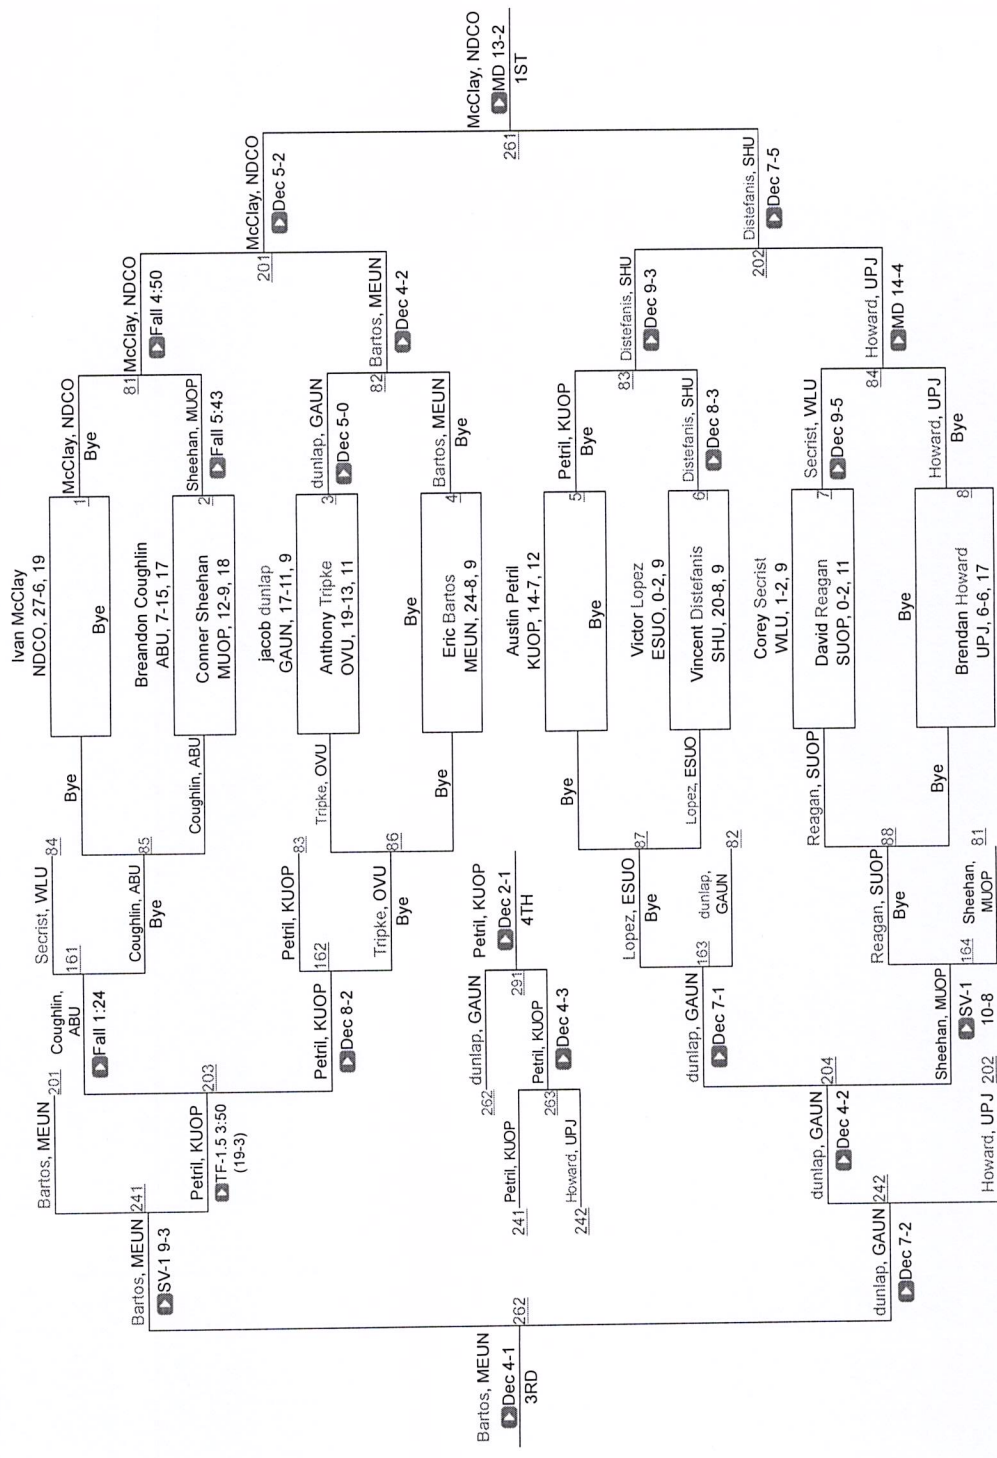 Ivan McClay
NDCO, 27-6, 19
Bye
1
McClay, NDCO
Bye
Breandon Coughlin
ABU, 7-15, 17
Conner Sheehan
MUOP, 12-9, 18
2
Sheehan, MUOP
Fall 5:43
81
McClay, NDCO
Fall 4:50
jacob dunlap
GAUN, 17-11, 9
Anthony Tripke
OVU, 19-13, 11
3
dunlap, GAUN
Dec 5-0
Bye
Eric Bartos
MEUN, 24-8, 9
4
Bartos, MEUN
Bye
82
Bartos, MEUN
Dec 4-2
201
McClay, NDCO
Dec 5-2
Austin Petril
KUOP, 14-7, 12
Bye
5
Petril, KUOP
Bye
Victor Lopez
ESUO, 0-2, 9
Vincent Distefanis
SHU, 20-8, 9
6
Distefanis, SHU
Dec 8-3
83
Distefanis, SHU
Dec 9-3
Corey Secrist
WLU, 1-2, 9
David Reagan
SUOP, 0-2, 11
7
Secrist, WLU
Dec 9-5
Bye
Brendan Howard
UPJ, 6-6, 17
8
Howard, UPJ
Bye
84
Howard, UPJ
MD 14-4
202
Distefanis, SHU
Dec 7-5
261
McClay, NDCO
MD 13-2
1ST
Bye
Coughlin, ABU
Secrist, WLU
84
85
Coughlin, ABU
Bye
161
Coughlin,
ABU
Fall 1:24
Tripke, OVU
Bye
Petril, KUOP
83
86
Tripke, OVU
Bye
162
Petril, KUOP
Dec 8-2
Bartos, MEUN
201
203
Petril, KUOP
TF-1.5 3:50
(19-3)
241
Bartos, MEUN
SV-1 9-3
Bye
Lopez, ESUO
87
Lopez, ESUO
Bye
dunlap,
GAUN
82
163
dunlap, GAUN
Dec 7-1
Reagan, SUOP
Bye
88
Reagan, SUOP
Bye
Sheehan,
MUOP
81
164
Sheehan, MUOP
SV-1
10-8
204
dunlap, GAUN
Dec 4-2
Howard, UPJ
202
242
dunlap, GAUN
Dec 7-2
262
Bartos, MEUN
Dec 4-1
3RD
241
Petril, KUOP
242
Howard, UPJ
263
Petril, KUOP
Dec 4-3
262
dunlap, GAUN
291
Petril, KUOP
Dec 2-1
4TH